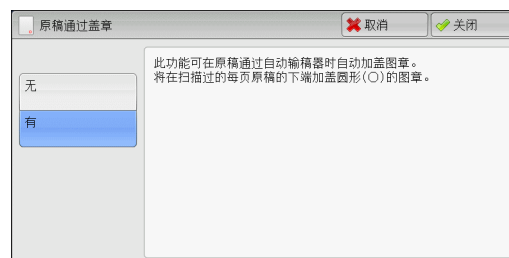 原稿通过盖章
取消
关闭
此功能可在原稿通过自动输稿器时自动加盖图章。
将在扫描过的每页原稿的下端加盖圆形(○)的图章。
无
有